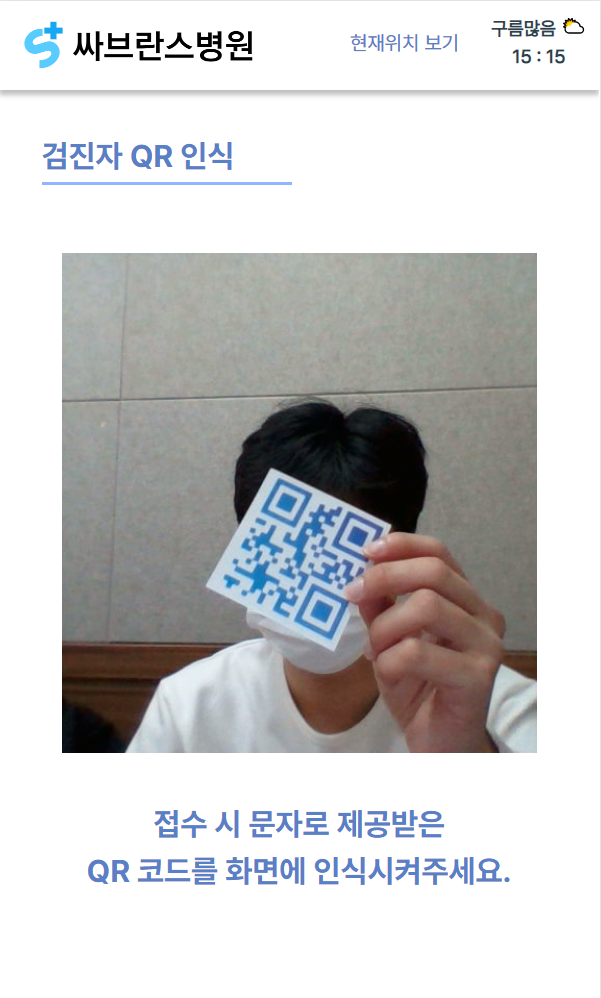 싸브란스병원
현재위치 보기
구름많음
15 : 15
검진자 QR 인식
접수 시 문자로 제공받은
QR 코드를 화면에 인식시켜주세요.